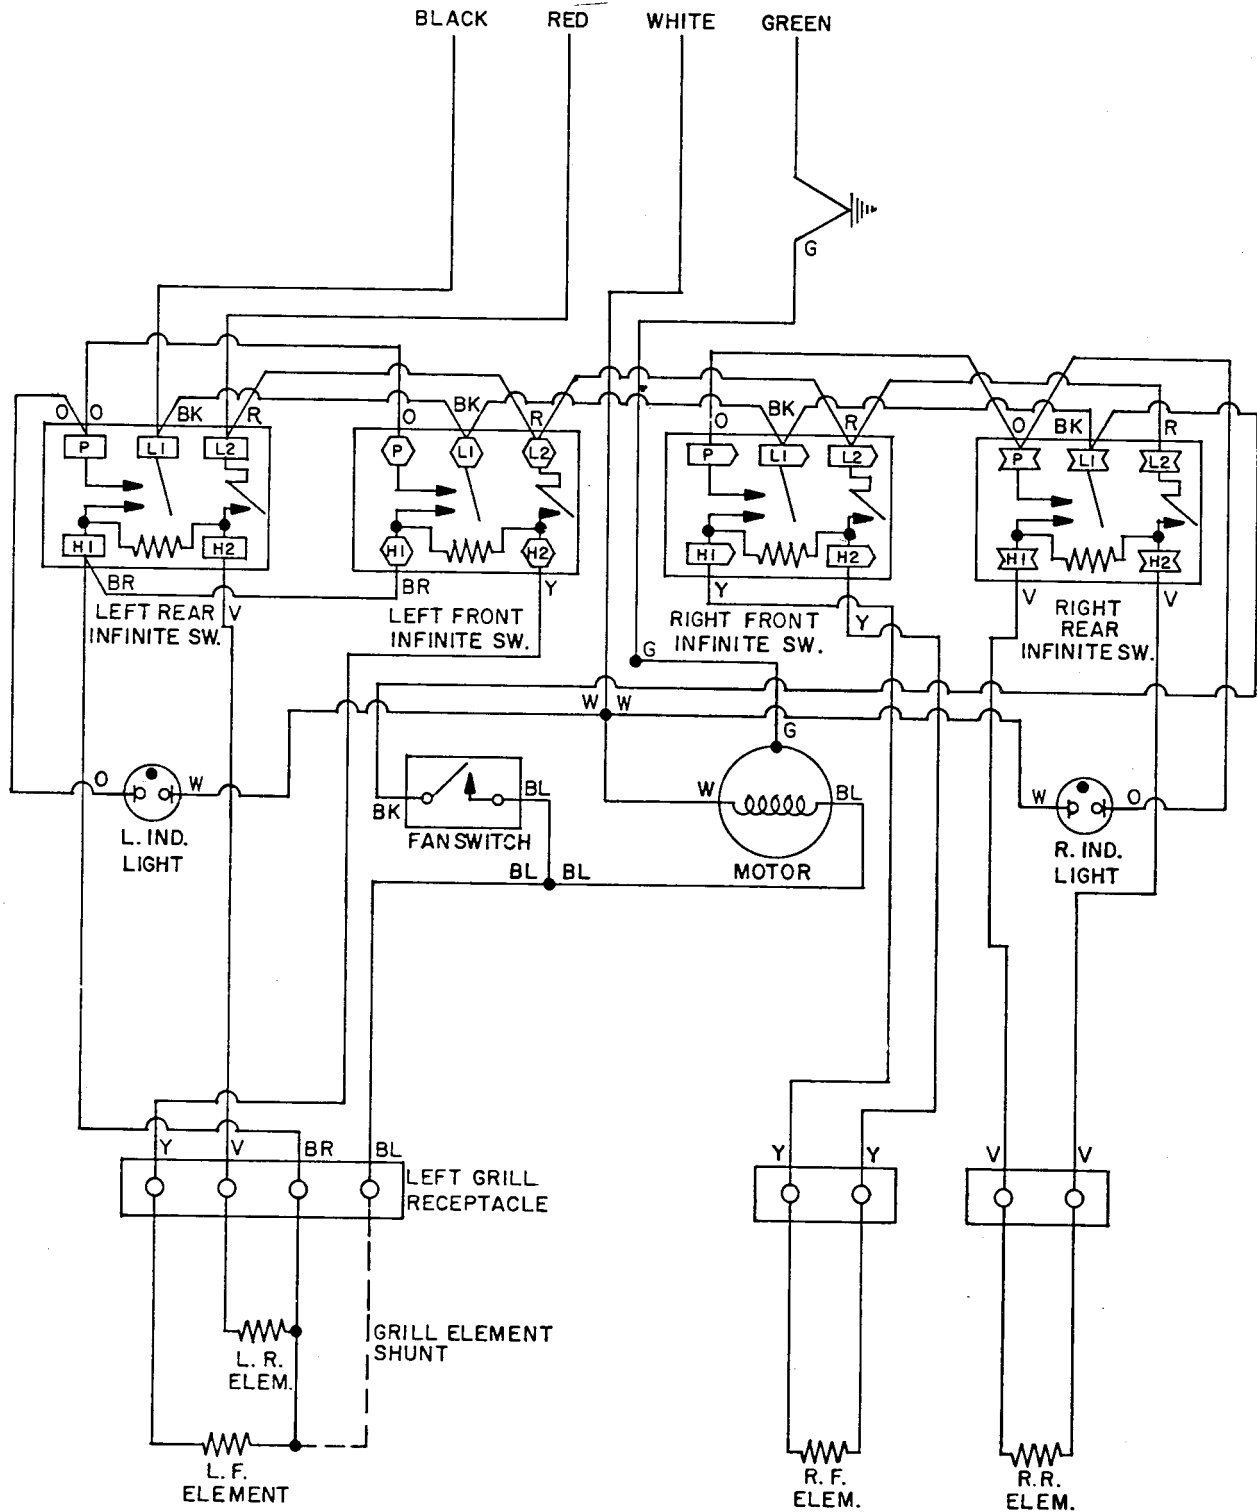 BLACK RED WHITE GREEN
G
O O BK R O BK R O BK R O BK R
P L1 L2 P L1 L2 P L1 L2 P L1 L2
H1 H2 H1 H2 H1 H2 H1 H2
BR V BR Y Y Y V V
LEFT REAR
INFINITE SW.
LEFT FRONT
INFINITE SW.
RIGHT FRONT
INFINITE SW.
RIGHT
REAR
INFINITE SW.
G
W W
G
O W
L. IND.
LIGHT
BK BL
FAN SWITCH
W BL
MOTOR
W O
R. IND.
LIGHT
BL BL
Y V BR BL
LEFT GRILL
RECEPTACLE
Y Y
V V
GRILL ELEMENT
SHUNT
L. R.
ELEM.
L. F.
ELEMENT
R. F.
ELEM.
R.R.
ELEM.